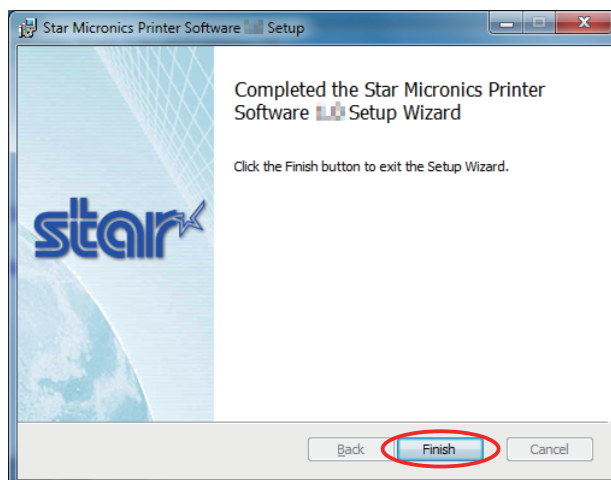 Star Micronics Printer Software Setup
Completed the Star Micronics Printer
Software Setup Wizard
Click the Finish button to exit the Setup Wizard.
star
Back
Finish
Cancel